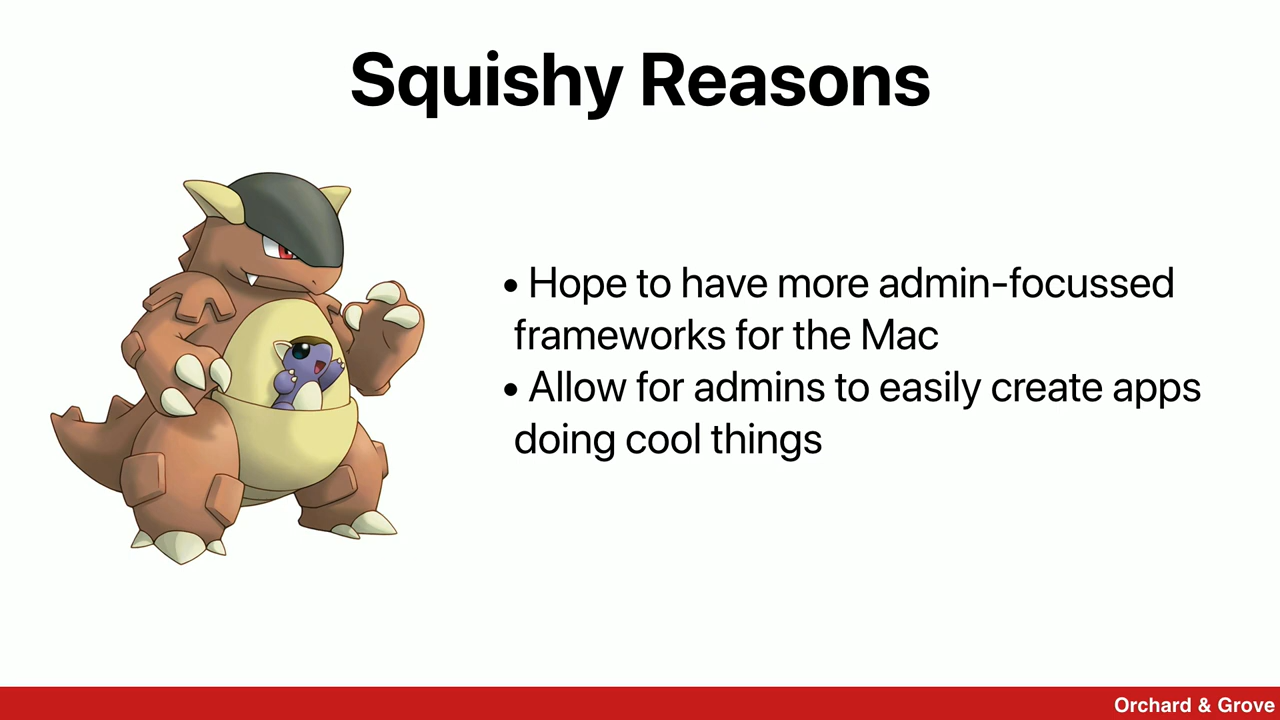 Squishy Reasons
• Hope to have more admin-focussed
frameworks for the Mac
• Allow for admins to easily create apps
doing cool things
Orchard & Grove